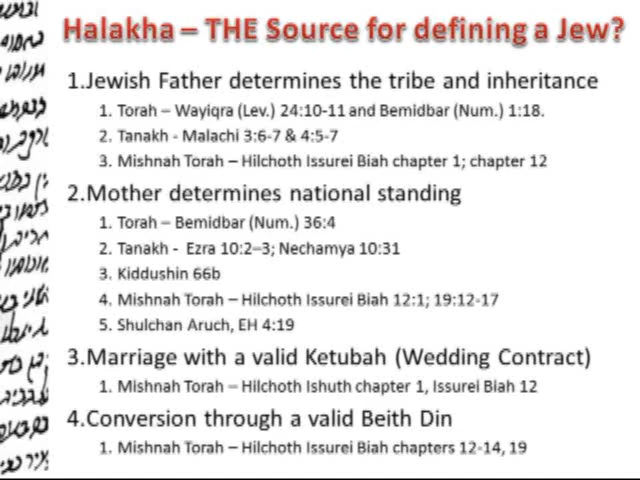 Halakha – THE Source for defining a Jew?
1.Jewish Father determines the tribe and inheritance
1. Torah – Wayiqra (Lev.) 24:10-11 and Bemidbar (Num.) 1:18.
2. Tanakh - Malachi 3:6-7 & 4:5-7
3. Mishnah Torah – Hilchoth Issurei Biah chapter 1; chapter 12
2.Mother determines national standing
1. Torah – Bemidbar (Num.) 36:4
2. Tanakh - Ezra 10:2–3; Nechamya 10:31
3. Kiddushin 66b
4. Mishnah Torah – Hilchoth Issurei Biah 12:1; 19:12-17
5. Shulchan Aruch, EH 4:19
3.Marriage with a valid Ketubah (Wedding Contract)
1. Mishnah Torah – Hilchoth Ishuth chapter 1, Issurei Biah 12
4.Conversion through a valid Beith Din
1. Mishnah Torah – Hilchoth Issurei Biah chapters 12-14, 19